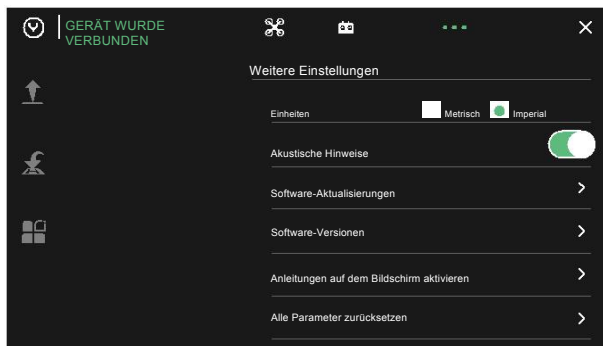 GERÄT WURDE
VERBUNDEN
Weitere Einstellungen
Einheiten Metrisch Imperial
Akustische Hinweise
Software-Aktualisierungen
Software-Versionen
Anleitungen auf dem Bildschirm aktivieren
Alle Parameter zurücksetzen